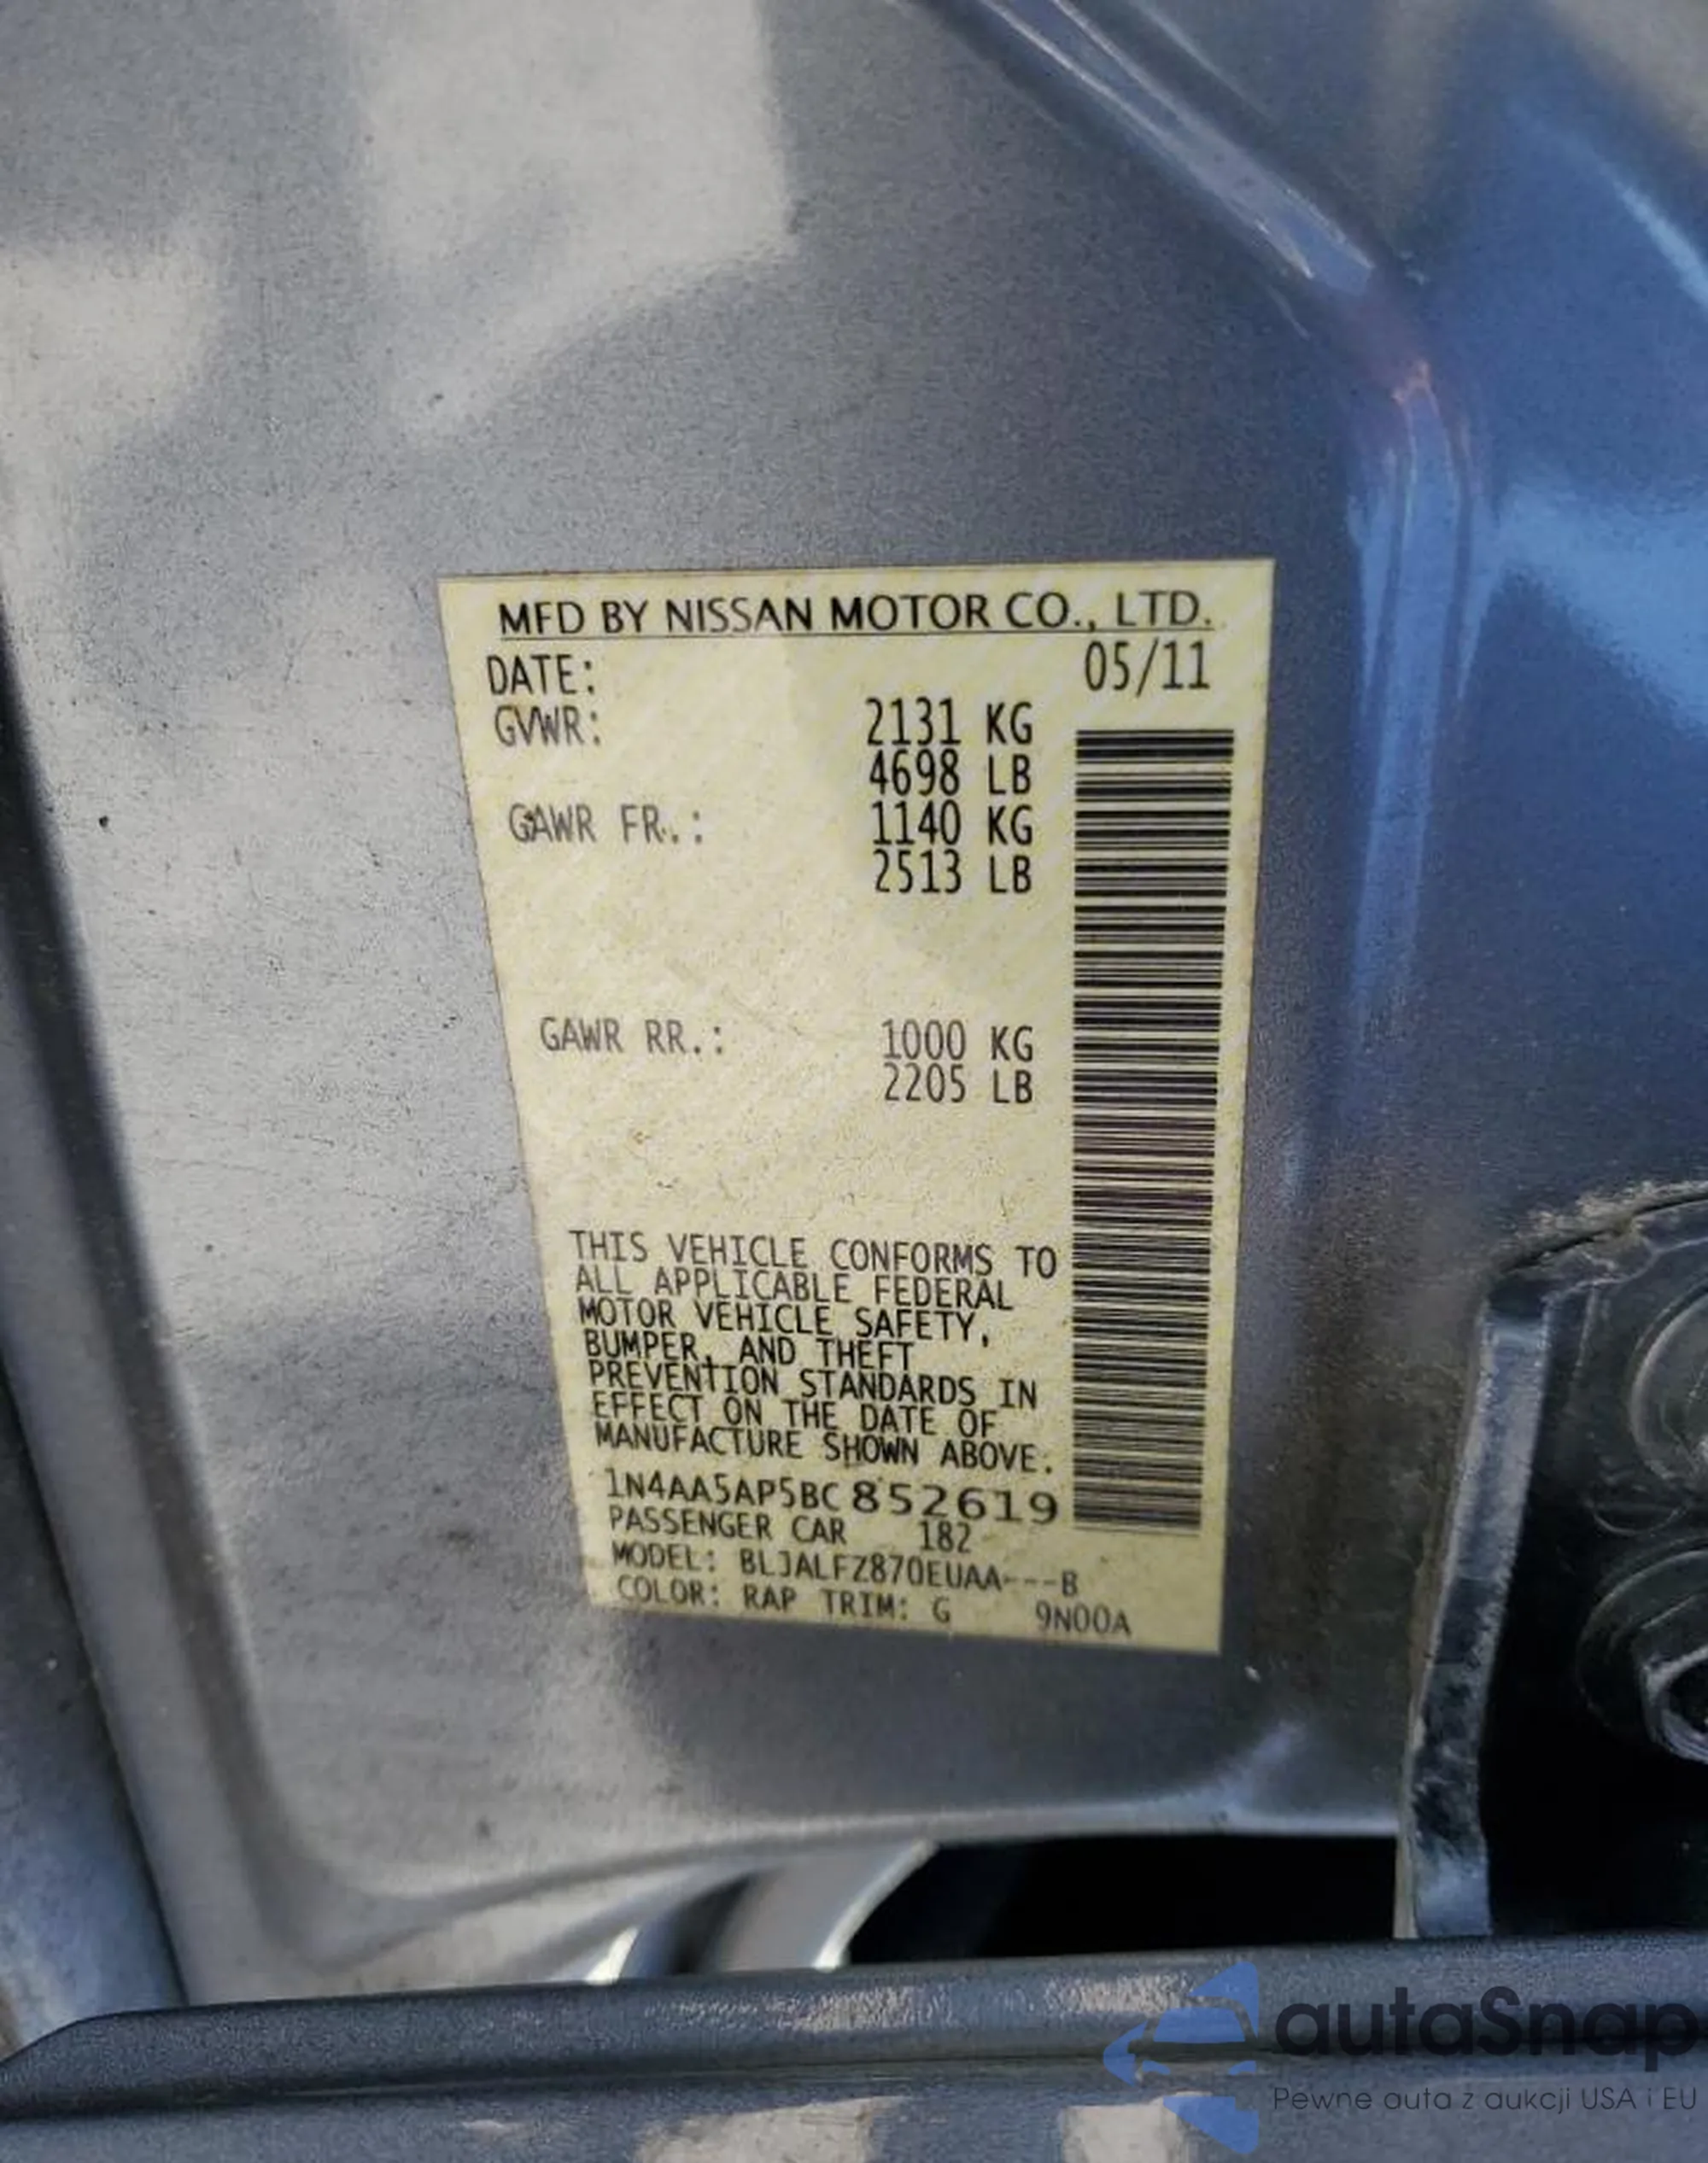 MFD BY NISSAN MOTOR CO., LTD.
DATE: 05/11
GVWR: 2131 KG
4698 LB
GAWR FR.: 1140 KG
2513 LB
GAWR RR.: 1000 KG
2205 LB
THIS VEHICLE CONFORMS TO
ALL APPLICABLE FEDERAL
MOTOR VEHICLE SAFETY,
BUMPER, AND THEFT
PREVENTION STANDARDS IN
EFFECT ON THE DATE OF
MANUFACTURE SHOWN ABOVE.
1N4AA5AP5BC852619
PASSENGER CAR 182
MODEL: BLJALFZ870EUAA---B
COLOR: RAP TRIM: G 9N00A
autaSnap
Pewne auta z aukcji USA i EU